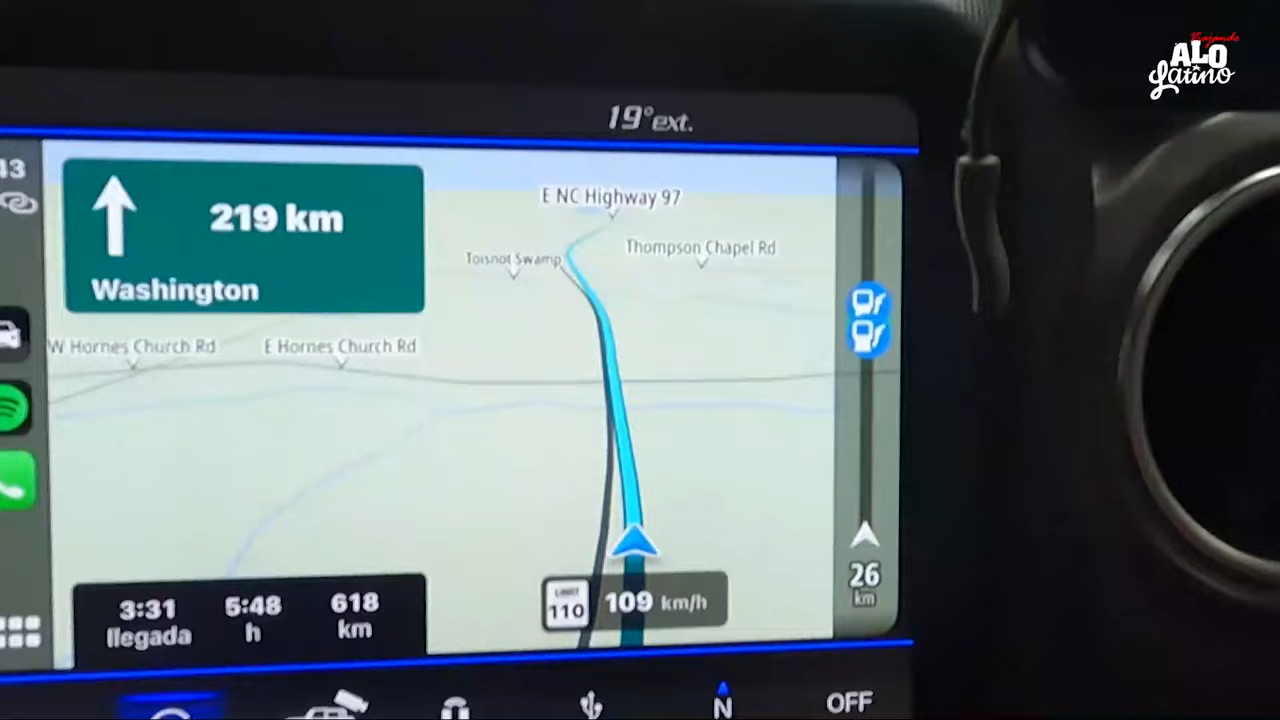 Viajando
ALO
Latino
19°ext.
13
219 km
Washington
E NC Highway 97
Thompson Chapel Rd
Toisnot Swamp
W Hornes Church Rd
E Hornes Church Rd
26
km
LIMIT
110
109 km/h
3:31
llegada
5:48
h
618
km
N
OFF